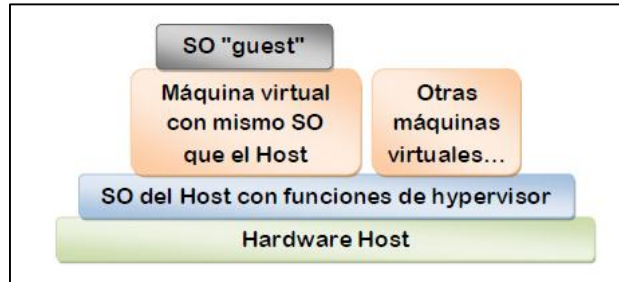 SO "guest"
Máquina virtual
con mismo SO
que el Host
Otras
máquinas
virtuales...
SO del Host con funciones de hypervisor
Hardware Host